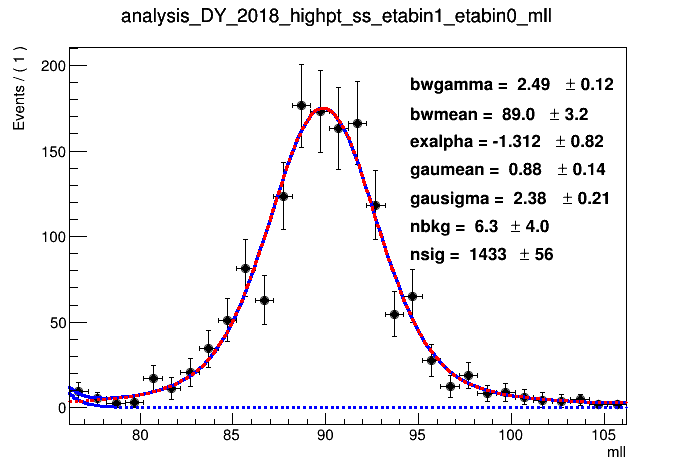 analysis_DY_2018_highpt_ss_etabin1_etabin0_mll
Events / ( 1 )
200
150
100
50
0
bwgamma = 2.49 ± 0.12
bwmean = 89.0 ± 3.2
exalpha = -1.312 ± 0.82
gaumean = 0.88 ± 0.14
gausigma = 2.38 ± 0.21
nbkg = 6.3 ± 4.0
nsig = 1433 ± 56
80 85 90 95 100 105
mll